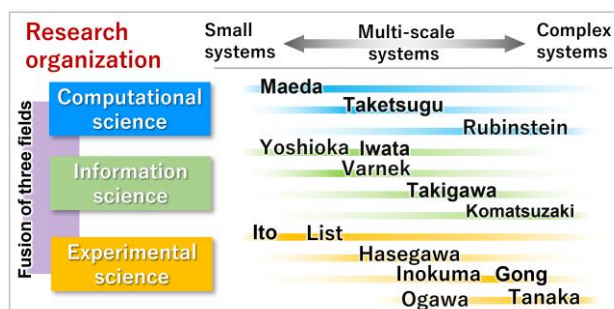 Research
organization
Small
systems
Multi-scale
systems
Complex
systems
Fusion of three fields
Computational
science
Maeda
Taketsugu
Rubinstein
Information
science
Yoshioka Iwata
Varnek
Takigawa
Komatsuzaki
Experimental
science
Ito List
Hasegawa
Inokuma Gong
Ogawa Tanaka